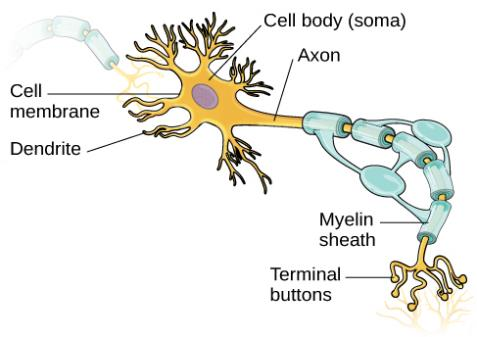 Cell body (soma)
Axon
Cell
membrane
Dendrite
Myelin
sheath
Terminal
buttons